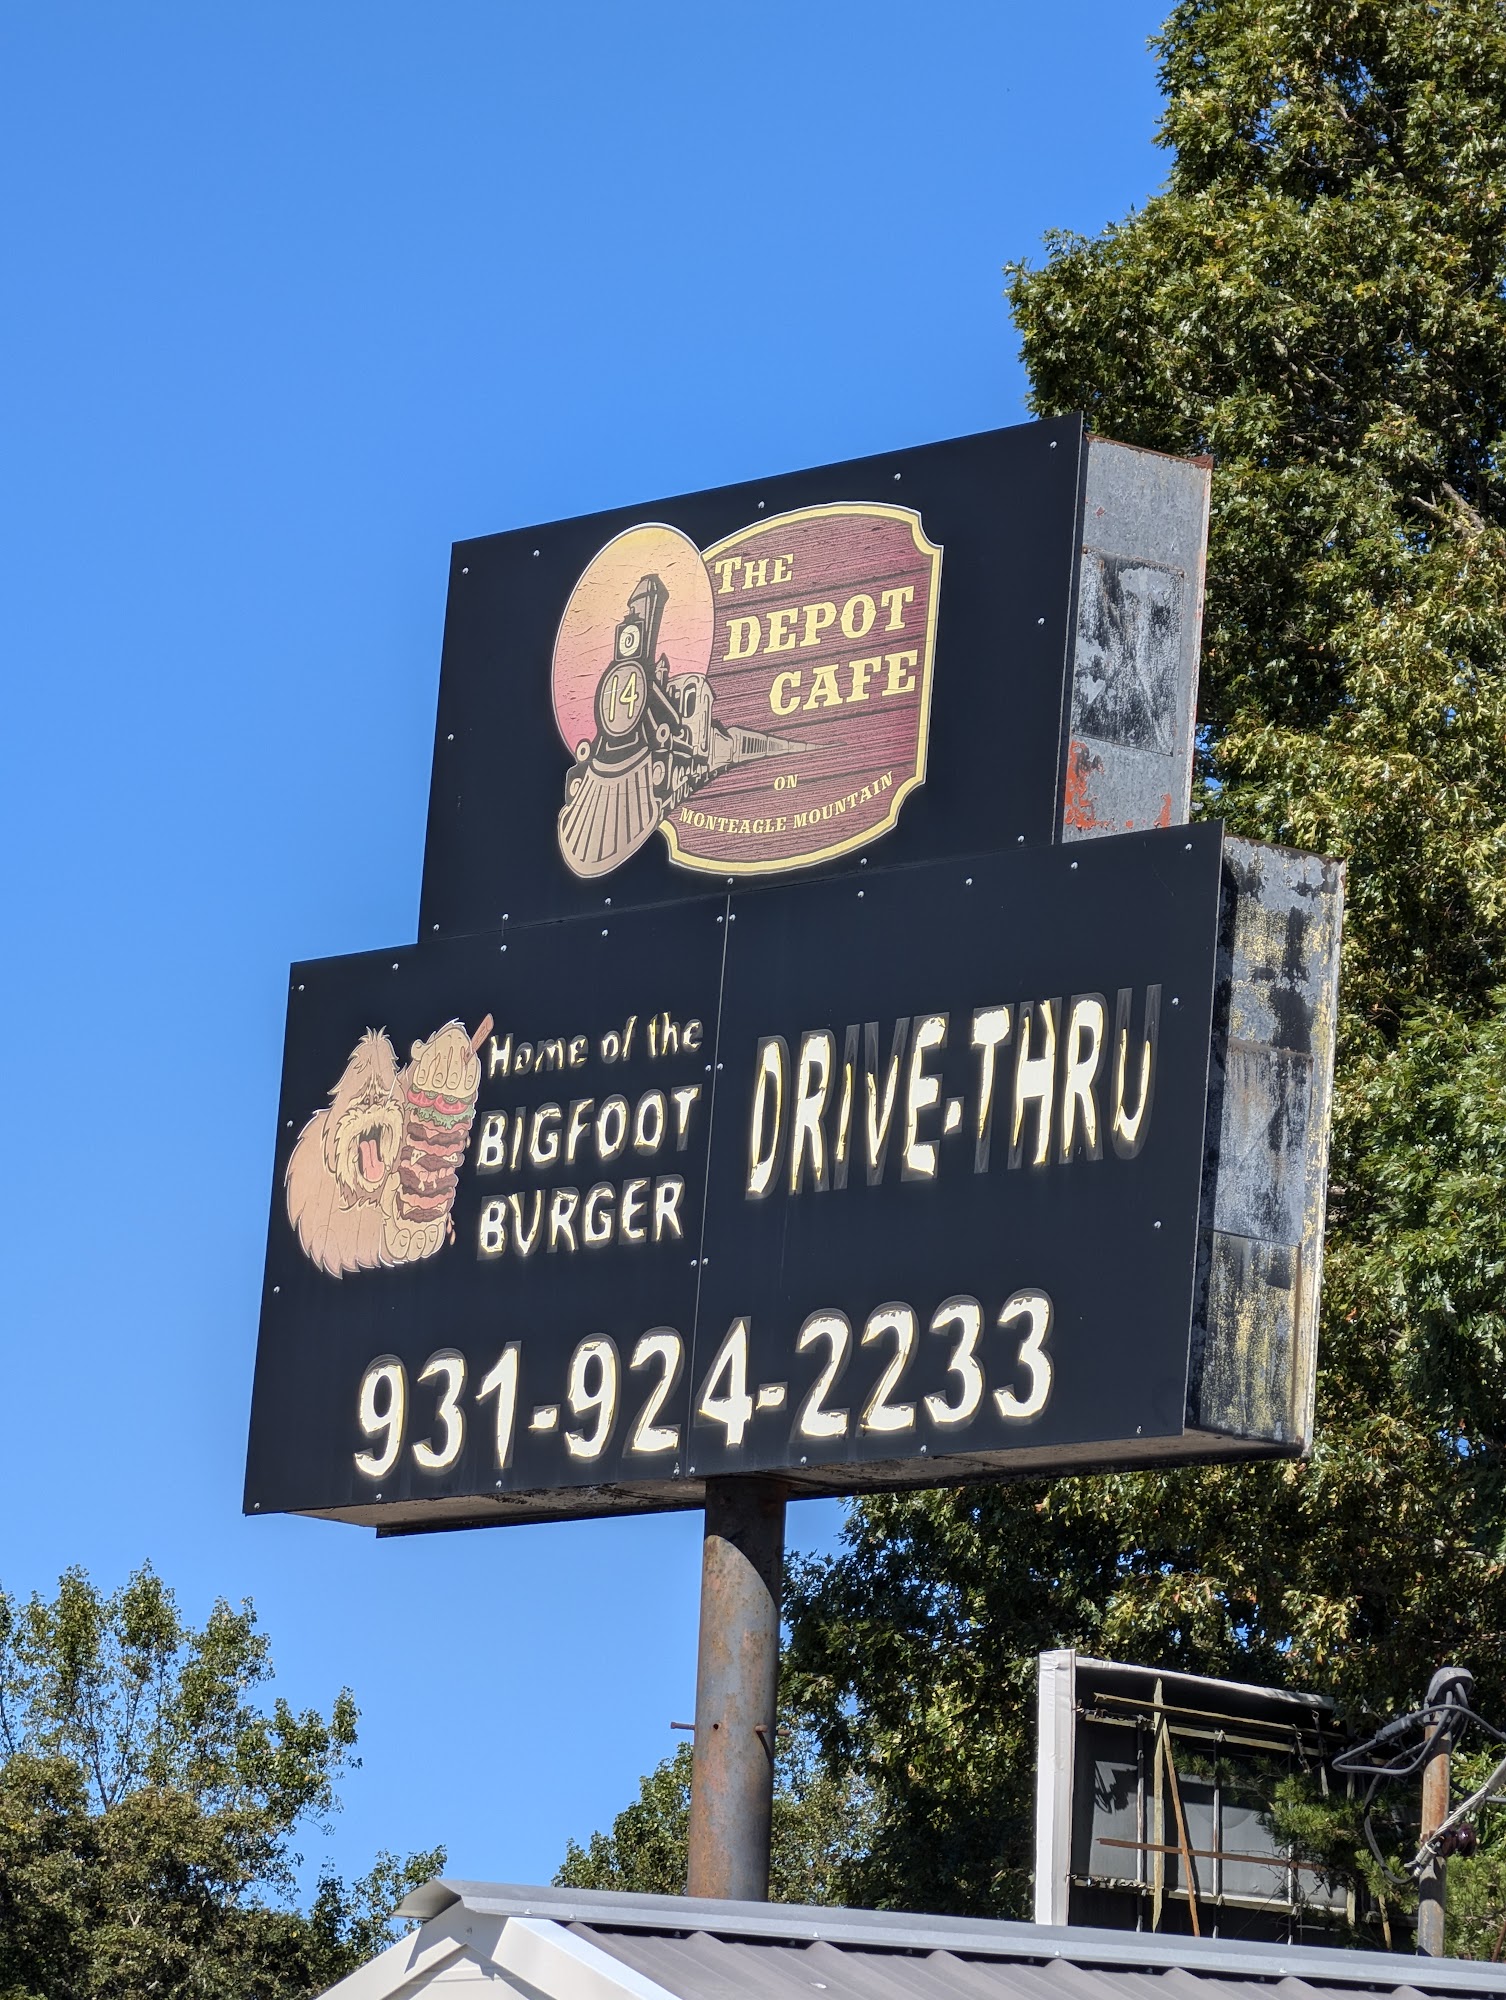 THE
DEPOT
CAFE
14
ON
MONTEAGLE MOUNTAIN
Home of the
BIGFOOT
BURGER
DRIVE-THRU
931-924-2233